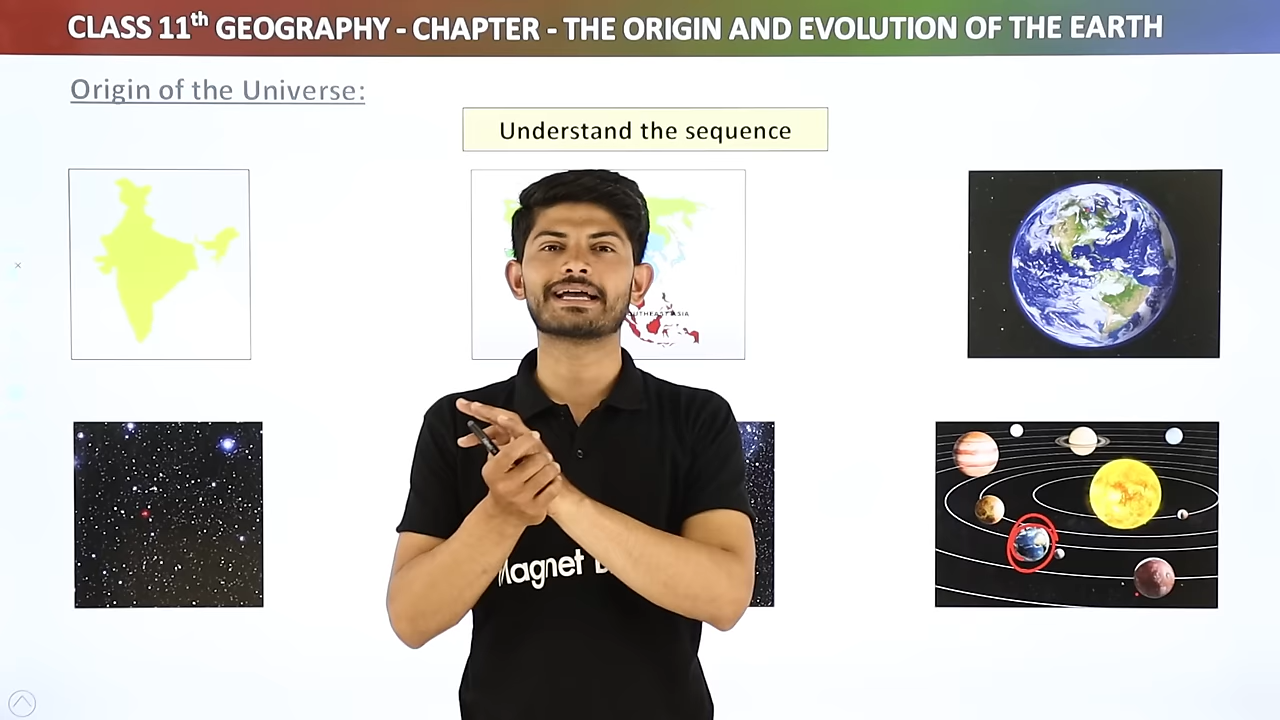 CLASS 11th GEOGRAPHY - CHAPTER - THE ORIGIN AND EVOLUTION OF THE EARTH
Origin of the Universe:
Understand the sequence
ASIA
Magnet